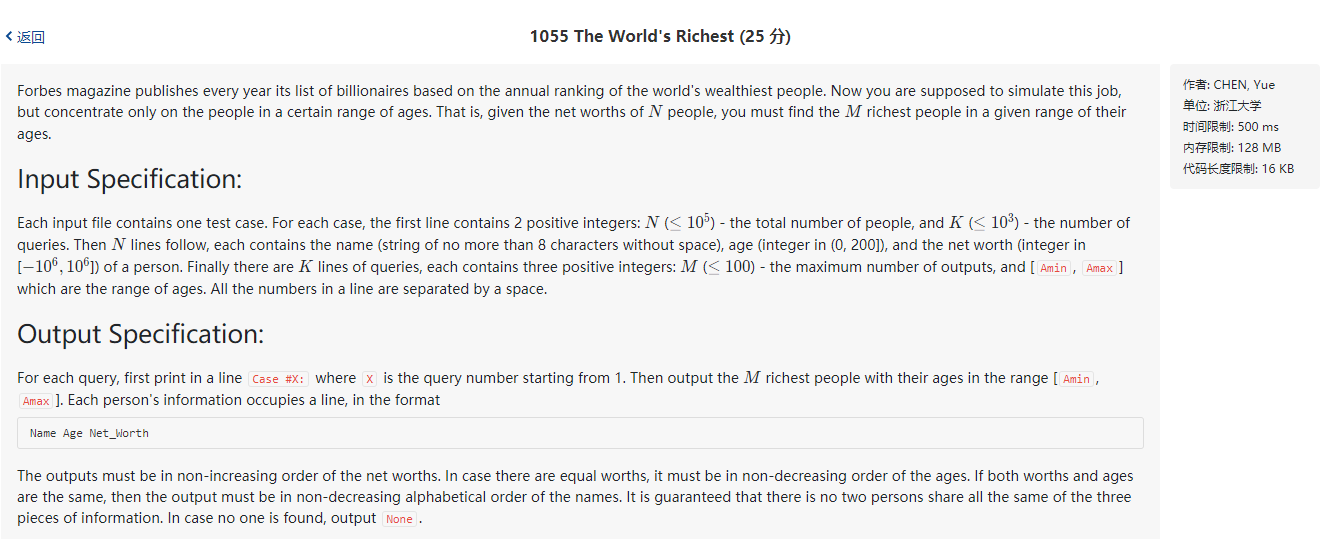 返回
1055 The World's Richest (25 分)
Forbes magazine publishes every year its list of billionaires based on the annual ranking of the world's wealthiest people. Now you are supposed to simulate this job,
but concentrate only on the people in a certain range of ages. That is, given the net worths of N people, you must find the M richest people in a given range of their
ages.
作者: CHEN, Yue
单位: 浙江大学
时间限制: 500 ms
内存限制: 128 MB
代码长度限制: 16 KB
Input Specification:
Each input file contains one test case. For each case, the first line contains 2 positive integers: N (≤ 10^5) - the total number of people, and K (≤ 10^3) - the number of
queries. Then N lines follow, each contains the name (string of no more than 8 characters without space), age (integer in (0, 200]), and the net worth (integer in
[−10^6, 10^6]) of a person. Finally there are K lines of queries, each contains three positive integers: M (≤ 100) - the maximum number of outputs, and [ Amin , Amax ]
which are the range of ages. All the numbers in a line are separated by a space.
Output Specification:
For each query, first print in a line Case #X: where X is the query number starting from 1. Then output the M richest people with their ages in the range [ Amin ,
Amax ]. Each person's information occupies a line, in the format
Name Age Net_Worth
The outputs must be in non-increasing order of the net worths. In case there are equal worths, it must be in non-decreasing order of the ages. If both worths and ages
are the same, then the output must be in non-decreasing alphabetical order of the names. It is guaranteed that there is no two persons share all the same of the three
pieces of information. In case no one is found, output None .